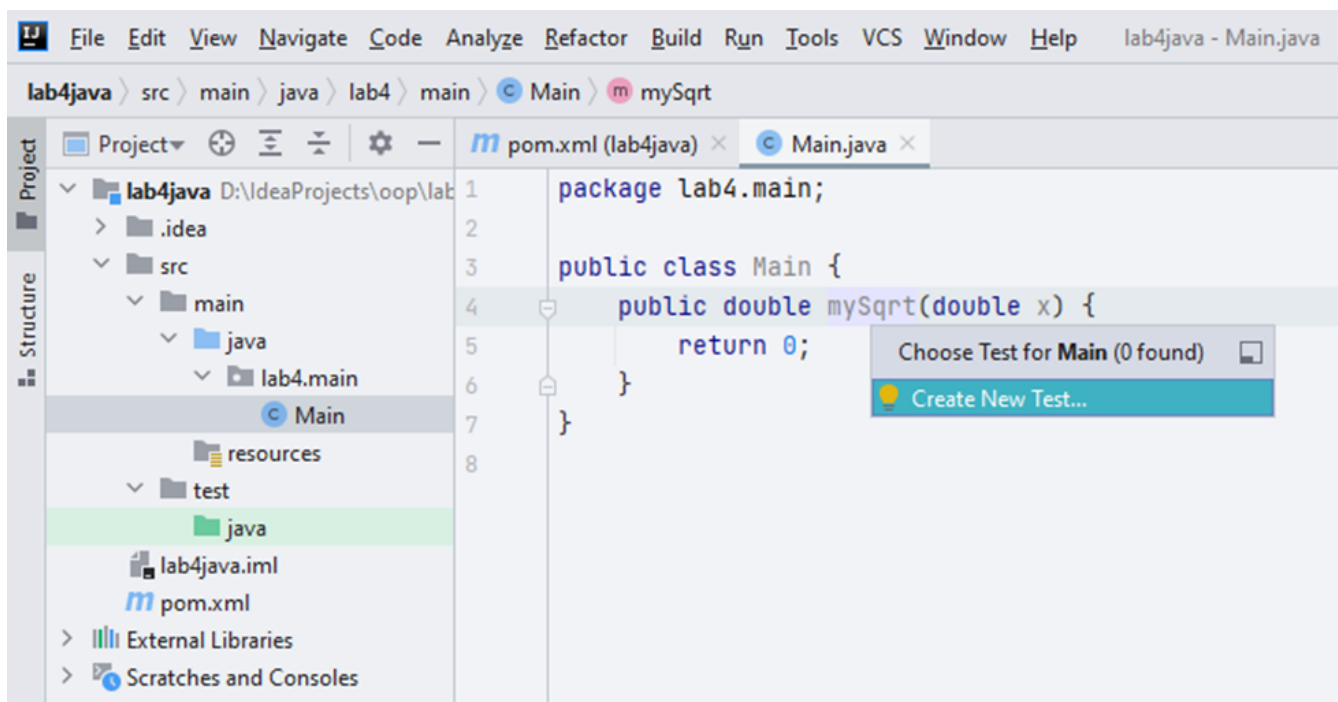 IJ File Edit View Navigate Code Analyze Refactor Build Run Tools VCS Window Help lab4java - Main.java
lab4java src main java lab4 main C Main m mySqrt
Project
Structure
Project
lab4java D:\IdeaProjects\oop\lab
.idea
src
main
java
lab4.main
C Main
resources
test
java
lab4java.iml
m pom.xml
External Libraries
Scratches and Consoles
m pom.xml (lab4java) C Main.java
1 package lab4.main;
2
3 public class Main {
4 public double mySqrt(double x) {
5 return 0;
6 }
7 }
8
Choose Test for Main (0 found)
Create New Test...